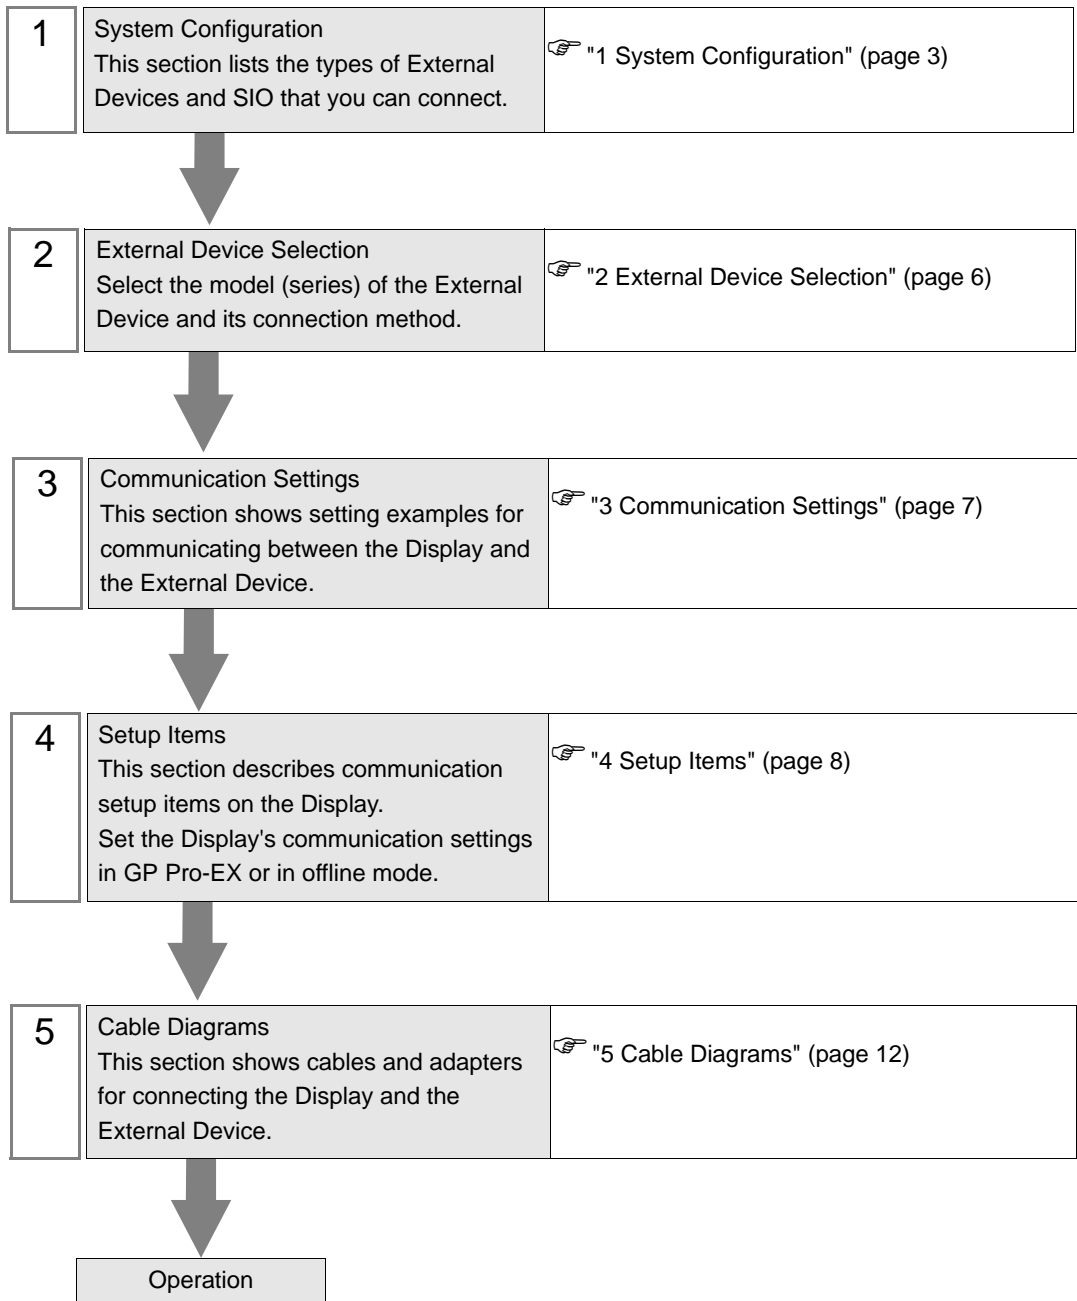 1
System Configuration
This section lists the types of External
Devices and SIO that you can connect.
"1 System Configuration" (page 3)
2
External Device Selection
Select the model (series) of the External
Device and its connection method.
"2 External Device Selection" (page 6)
3
Communication Settings
This section shows setting examples for
communicating between the Display and
the External Device.
"3 Communication Settings" (page 7)
4
Setup Items
This section describes communication
setup items on the Display.
Set the Display's communication settings
in GP Pro-EX or in offline mode.
"4 Setup Items" (page 8)
5
Cable Diagrams
This section shows cables and adapters
for connecting the Display and the
External Device.
"5 Cable Diagrams" (page 12)
Operation